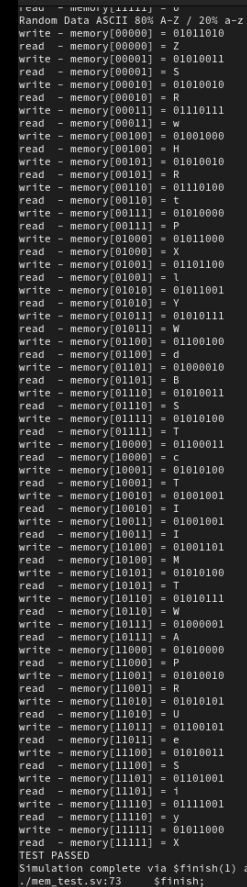 Random Data ASCII 80% A-Z / 20% a-z
write - memory[00000] = 01011010
read - memory[00000] = Z
write - memory[00001] = 01010011
read - memory[00001] = S
write - memory[00010] = 01010010
read - memory[00010] = R
write - memory[00011] = 01110111
read - memory[00011] = w
write - memory[00100] = 01001000
read - memory[00100] = H
write - memory[00101] = 01010010
read - memory[00101] = R
write - memory[00110] = 01110100
read - memory[00110] = t
write - memory[00111] = 01010000
read - memory[00111] = P
write - memory[01000] = 01011000
read - memory[01000] = X
write - memory[01001] = 01101100
read - memory[01001] = l
write - memory[01010] = 01011001
read - memory[01010] = Y
write - memory[01011] = 01010111
read - memory[01011] = W
write - memory[01100] = 01100100
read - memory[01100] = d
write - memory[01101] = 01000010
read - memory[01101] = B
write - memory[01110] = 01010011
read - memory[01110] = S
write - memory[01111] = 01010100
read - memory[01111] = T
write - memory[10000] = 01100011
read - memory[10000] = c
write - memory[10001] = 01010100
read - memory[10001] = T
write - memory[10010] = 01001001
read - memory[10010] = I
write - memory[10011] = 01001001
read - memory[10011] = I
write - memory[10100] = 01001101
read - memory[10100] = M
write - memory[10101] = 01010100
read - memory[10101] = T
write - memory[10110] = 01010111
read - memory[10110] = W
write - memory[10111] = 01000001
read - memory[10111] = A
write - memory[11000] = 01010000
read - memory[11000] = P
write - memory[11001] = 01010010
read - memory[11001] = R
write - memory[11010] = 01010101
read - memory[11010] = U
write - memory[11011] = 01100101
read - memory[11011] = e
write - memory[11100] = 01010011
read - memory[11100] = S
write - memory[11101] = 01101001
read - memory[11101] = i
write - memory[11110] = 01111001
read - memory[11110] = y
write - memory[11111] = 01011000
read - memory[11111] = X
TEST PASSED
Simulation complete via $finish(1) a
./mem_test.sv:73 $finish;